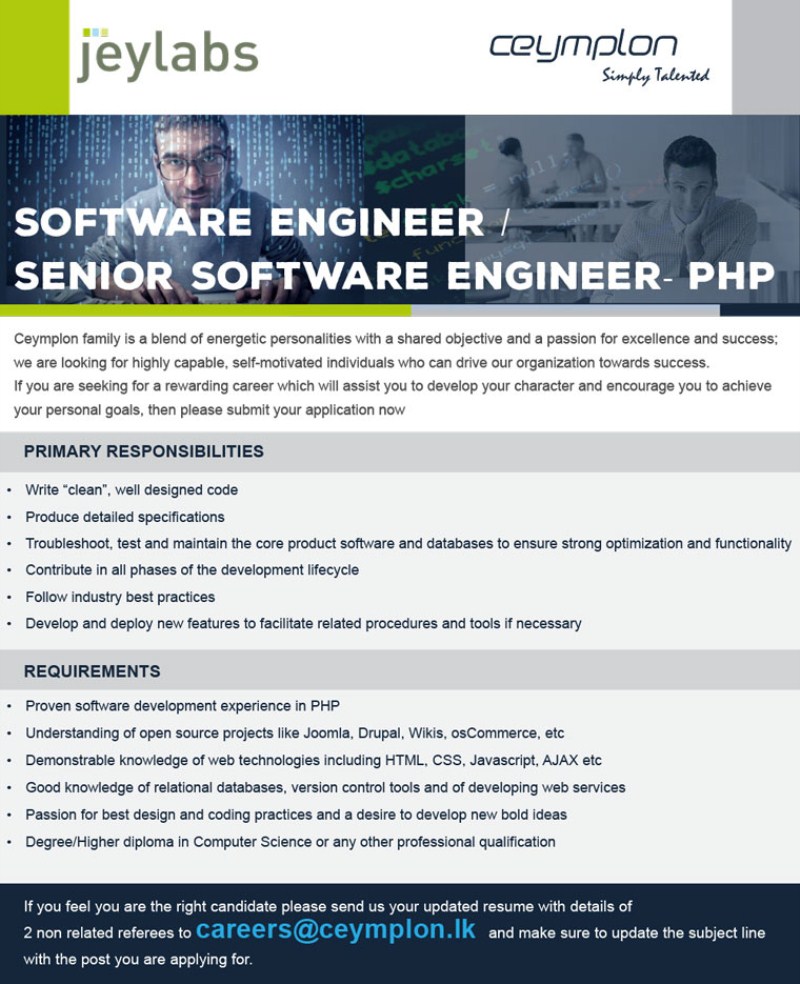 jeylabs
ceymplon
Simply Talented
SOFTWARE ENGINEER /
SENIOR SOFTWARE ENGINEER- PHP
Ceymplon family is a blend of energetic personalities with a shared objective and a passion for excellence and success;
we are looking for highly capable, self-motivated individuals who can drive our organization towards success.
If you are seeking for a rewarding career which will assist you to develop your character and encourage you to achieve
your personal goals, then please submit your application now
PRIMARY RESPONSIBILITIES
• Write “clean”, well designed code
• Produce detailed specifications
• Troubleshoot, test and maintain the core product software and databases to ensure strong optimization and functionality
• Contribute in all phases of the development lifecycle
• Follow industry best practices
• Develop and deploy new features to facilitate related procedures and tools if necessary
REQUIREMENTS
• Proven software development experience in PHP
• Understanding of open source projects like Joomla, Drupal, Wikis, osCommerce, etc
• Demonstrable knowledge of web technologies including HTML, CSS, Javascript, AJAX etc
• Good knowledge of relational databases, version control tools and of developing web services
• Passion for best design and coding practices and a desire to develop new bold ideas
• Degree/Higher diploma in Computer Science or any other professional qualification
If you feel you are the right candidate please send us your updated resume with details of
2 non related referees to careers@ceymplon.lk and make sure to update the subject line
with the post you are applying for.